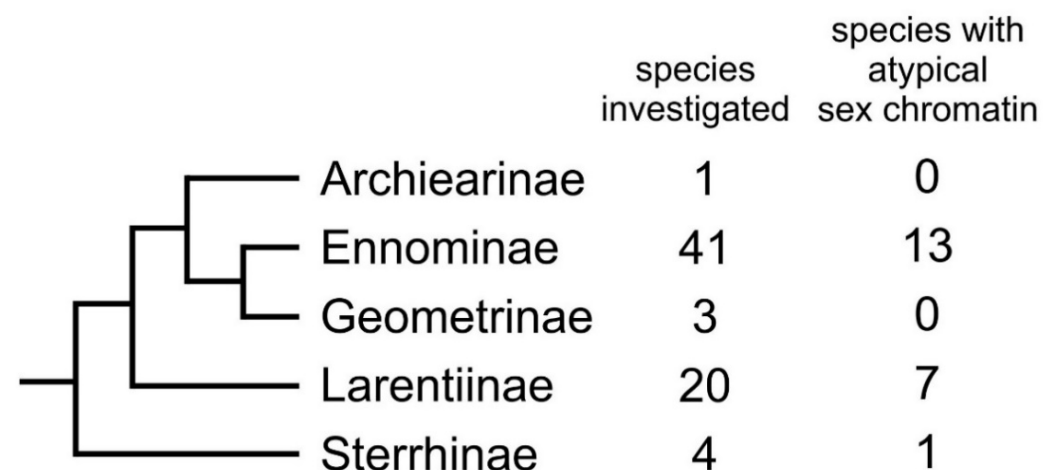 species with
species atypical
investigated sex chromatin
Archiearinae 1 0
Ennominae 41 13
Geometrinae 3 0
Larentiinae 20 7
Sterrhinae 4 1